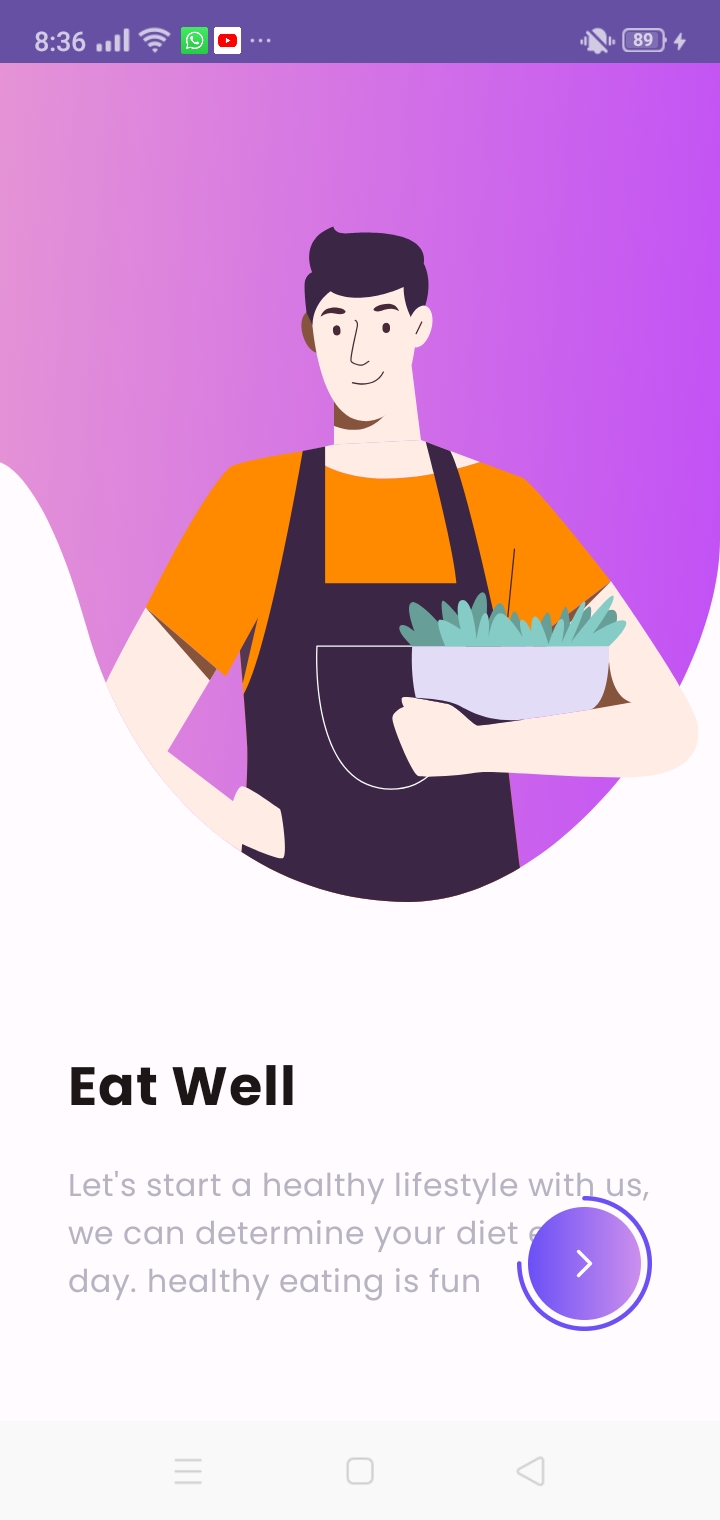 8:36
89
Eat Well
Let's start a healthy lifestyle with us,
we can determine your diet
day. healthy eating is fun